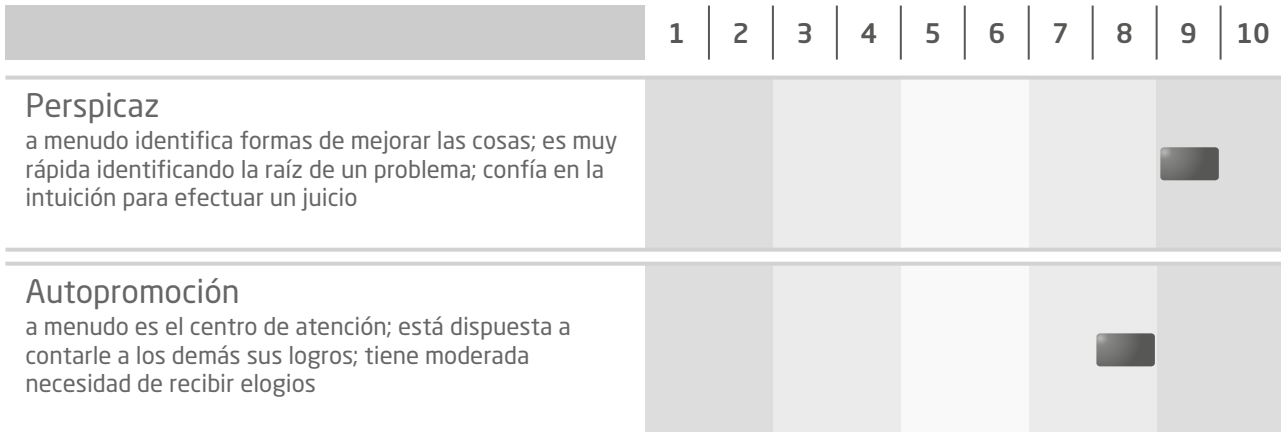 1 2 3 4 5 6 7 8 9 10
Perspicaz
a menudo identifica formas de mejorar las cosas; es muy
rápida identificando la raíz de un problema; confía en la
intuición para efectuar un juicio
Autopromoción
a menudo es el centro de atención; está dispuesta a
contarle a los demás sus logros; tiene moderada
necesidad de recibir elogios